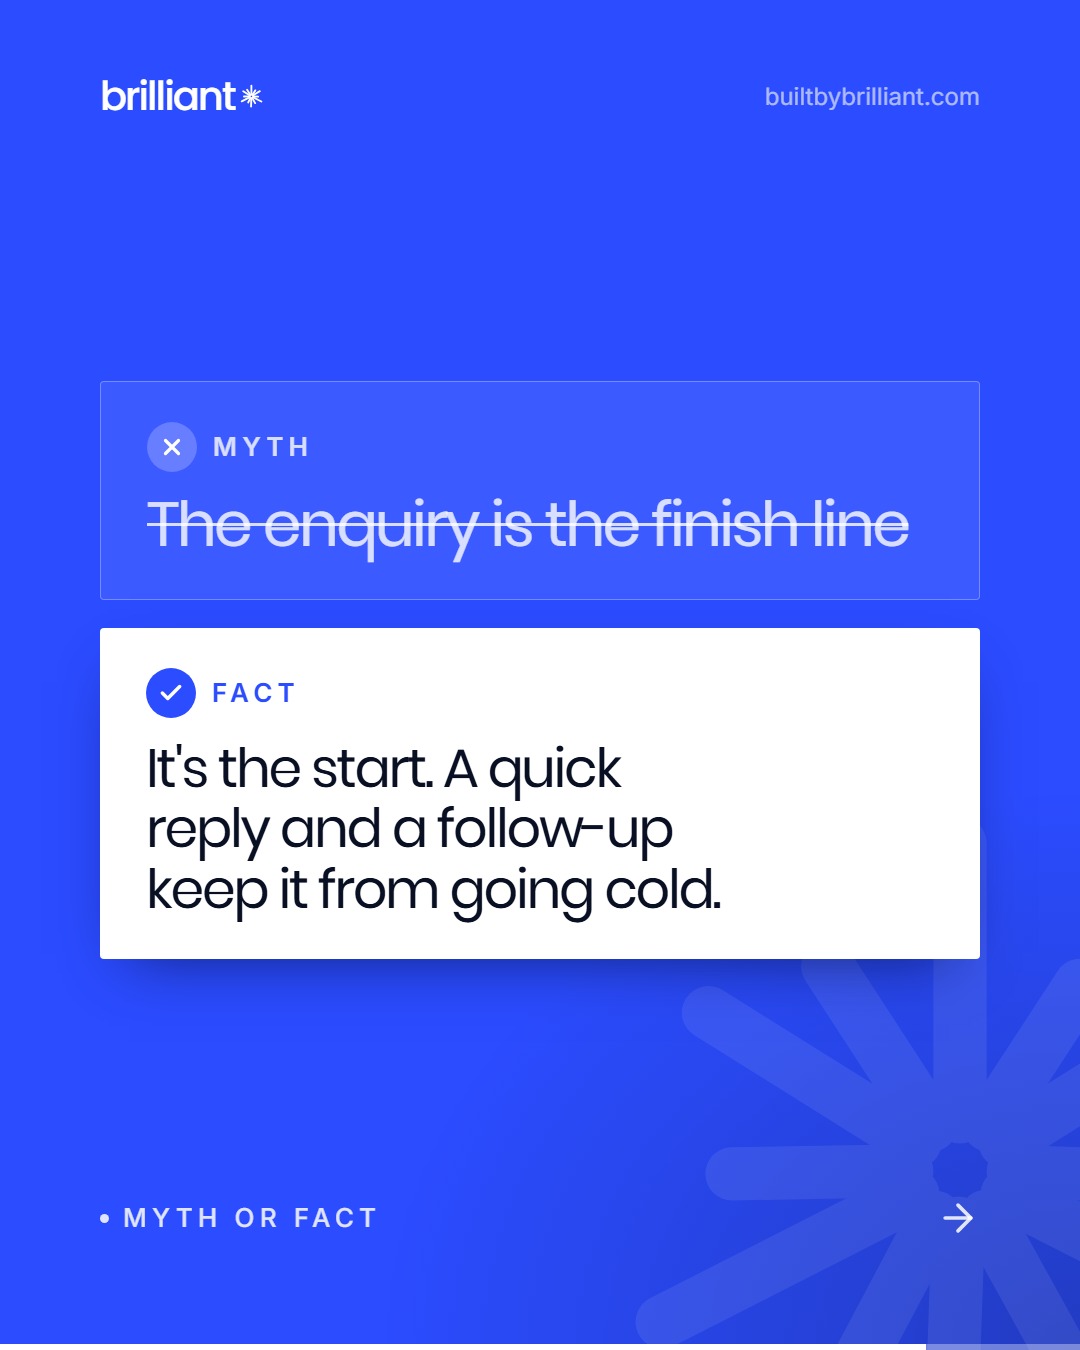 brilliant
builtbybrilliant.com
MYTH
The enquiry is the finish line
FACT
It's the start. A quick
reply and a follow-up
keep it from going cold.
• MYTH OR FACT